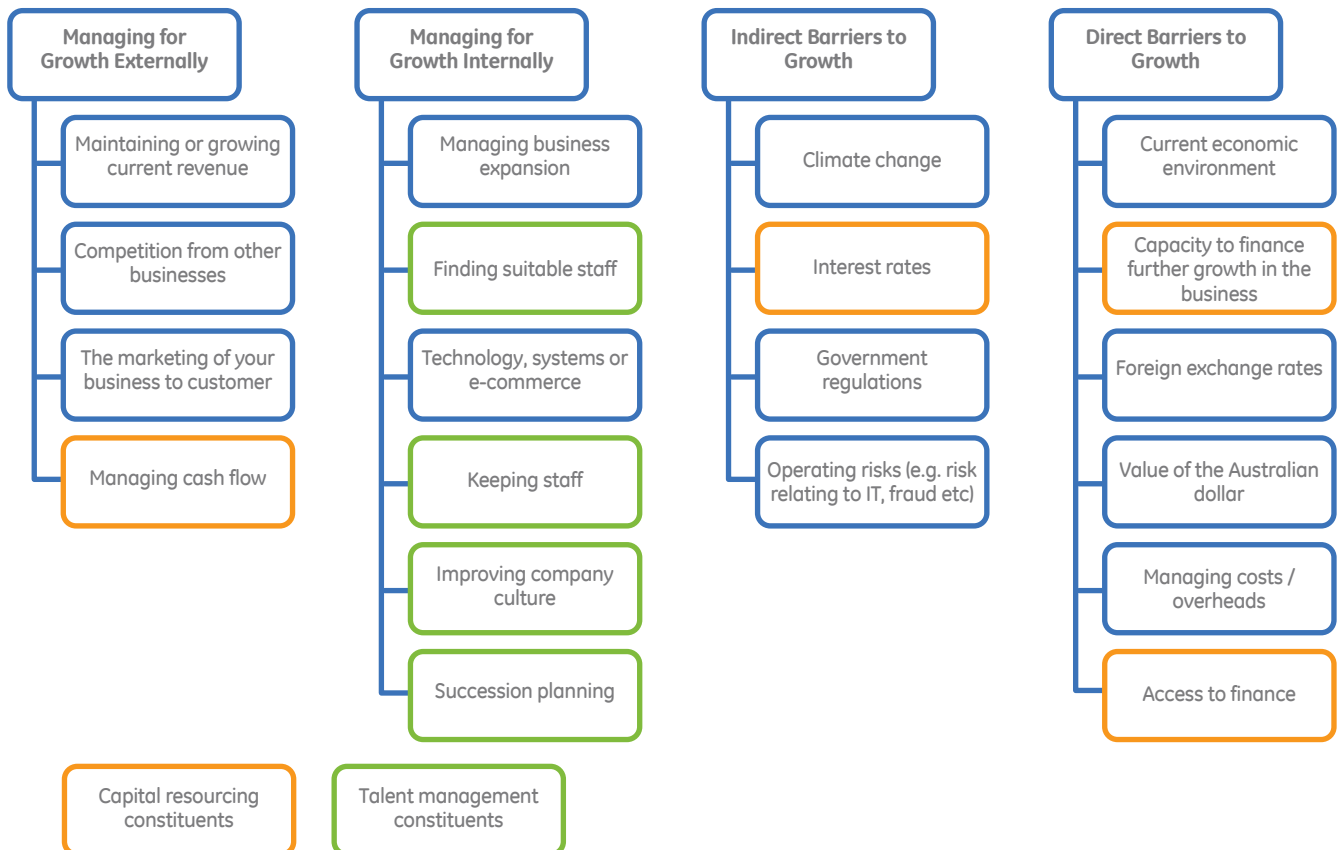 Managing for
Growth Externally
Maintaining or growing
current revenue
Competition from other
businesses
The marketing of your
business to customer
Managing cash flow
Managing for
Growth Internally
Managing business
expansion
Finding suitable staff
Technology, systems or
e-commerce
Keeping staff
Improving company
culture
Succession planning
Indirect Barriers to
Growth
Climate change
Interest rates
Government
regulations
Operating risks (e.g. risk
relating to IT, fraud etc)
Direct Barriers to
Growth
Current economic
environment
Capacity to finance
further growth in the
business
Foreign exchange rates
Value of the Australian
dollar
Managing costs /
overheads
Access to finance
Capital resourcing
constituents
Talent management
constituents